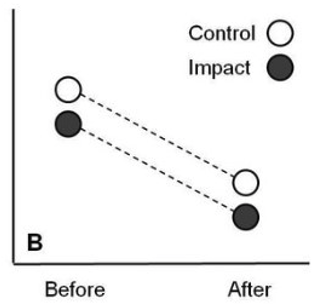 Control
Impact
B
Before After